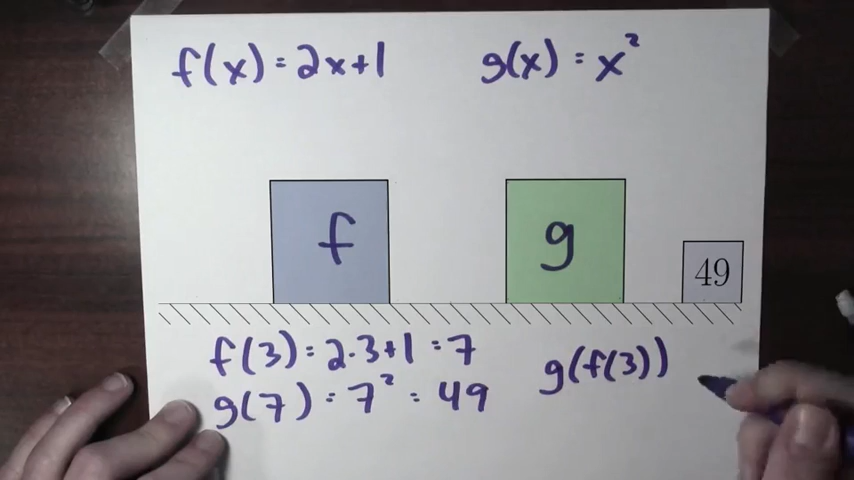 f(x) = 2x+1
g(x) = x²
f
g
49
f(3) = 2·3+1 = 7
g(f(3))
g(7) = 7² = 49